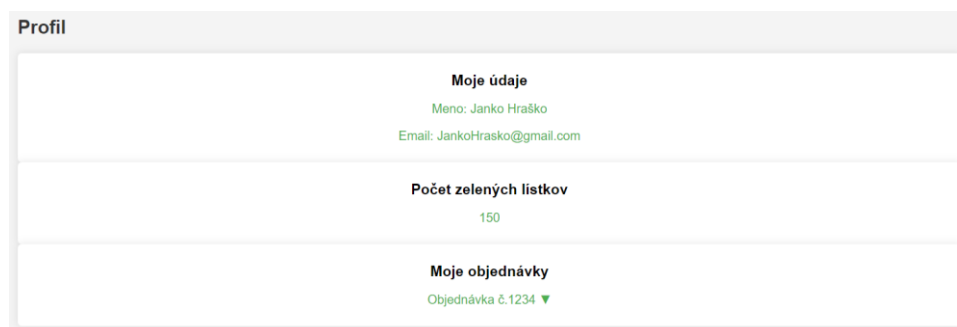 Profil
Moje údaje
Meno: Janko Hraško
Email: JankoHrasko@gmail.com
Počet zelených lístkov
150
Moje objednávky
Objednávka č.1234 ▼